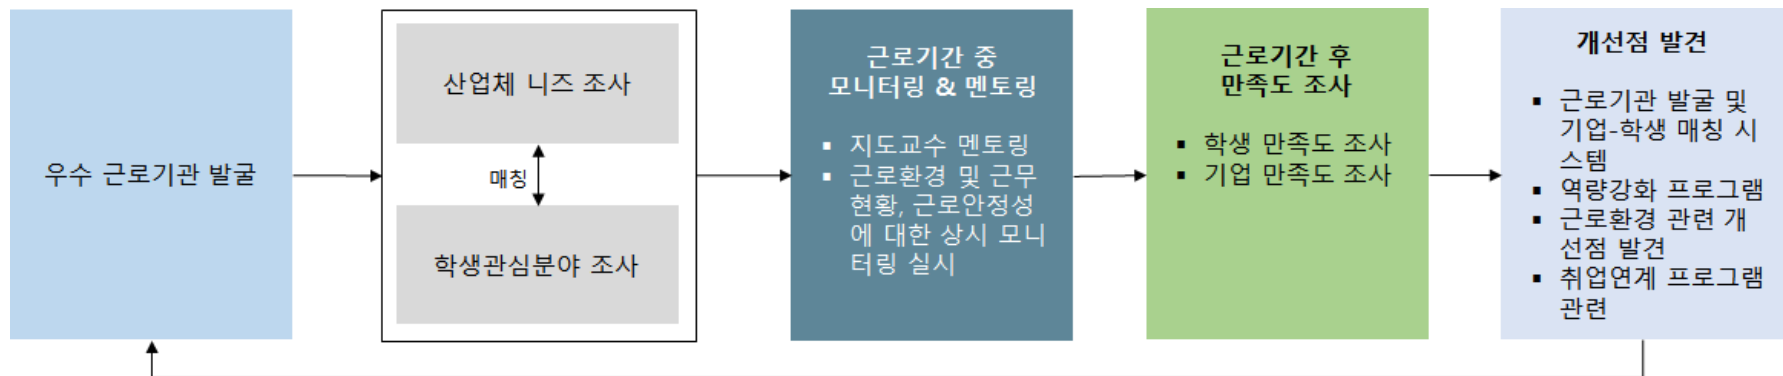 우수 근로기관 발굴
산업체 니즈 조사
매칭
학생관심분야 조사
근로기간 중
모니터링 & 멘토링
▪ 지도교수 멘토링
▪ 근로환경 및 근무
현황, 근로안정성
에 대한 상시 모니
터링 실시
근로기간 후
만족도 조사
▪ 학생 만족도 조사
▪ 기업 만족도 조사
개선점 발견
▪ 근로기관 발굴 및
기업-학생 매칭 시
스템
▪ 역량강화 프로그램
▪ 근로환경 관련 개
선점 발견
▪ 취업연계 프로그램
관련